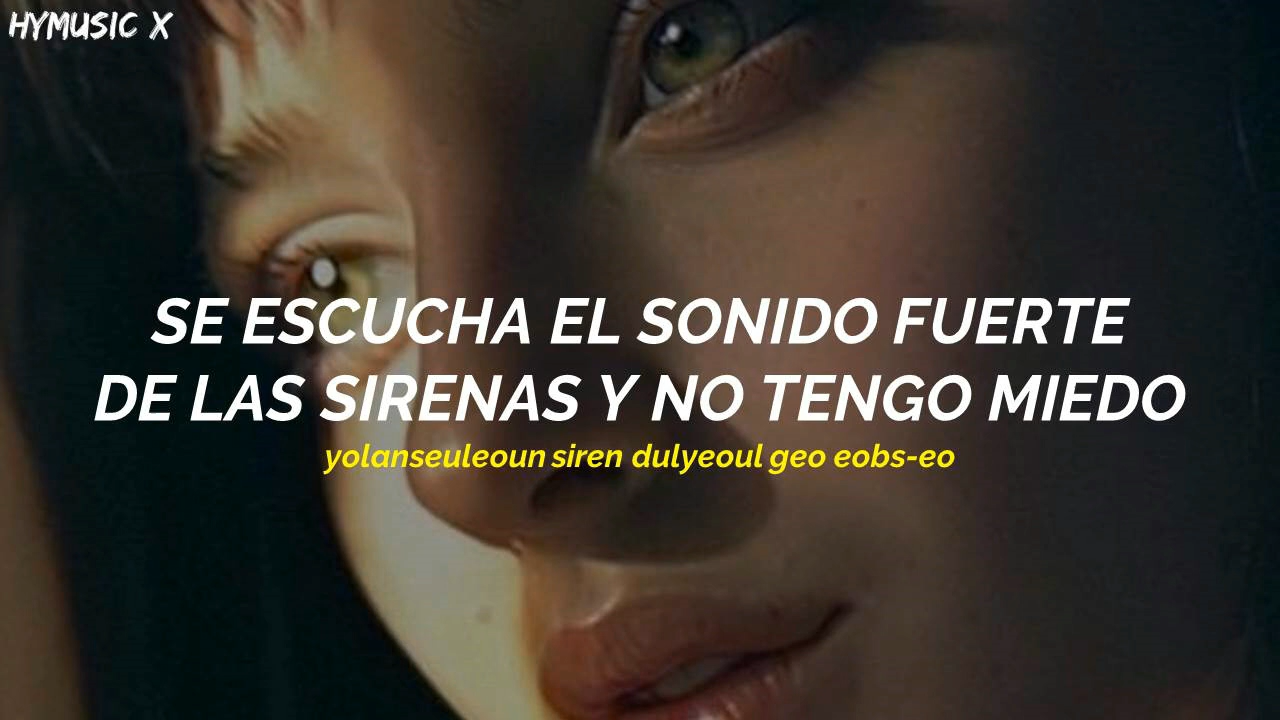 HYMUSIC X
SE ESCUCHA EL SONIDO FUERTE
DE LAS SIRENAS Y NO TENGO MIEDO
yolanseuleoun siren dulyeoul geo eobs-eo